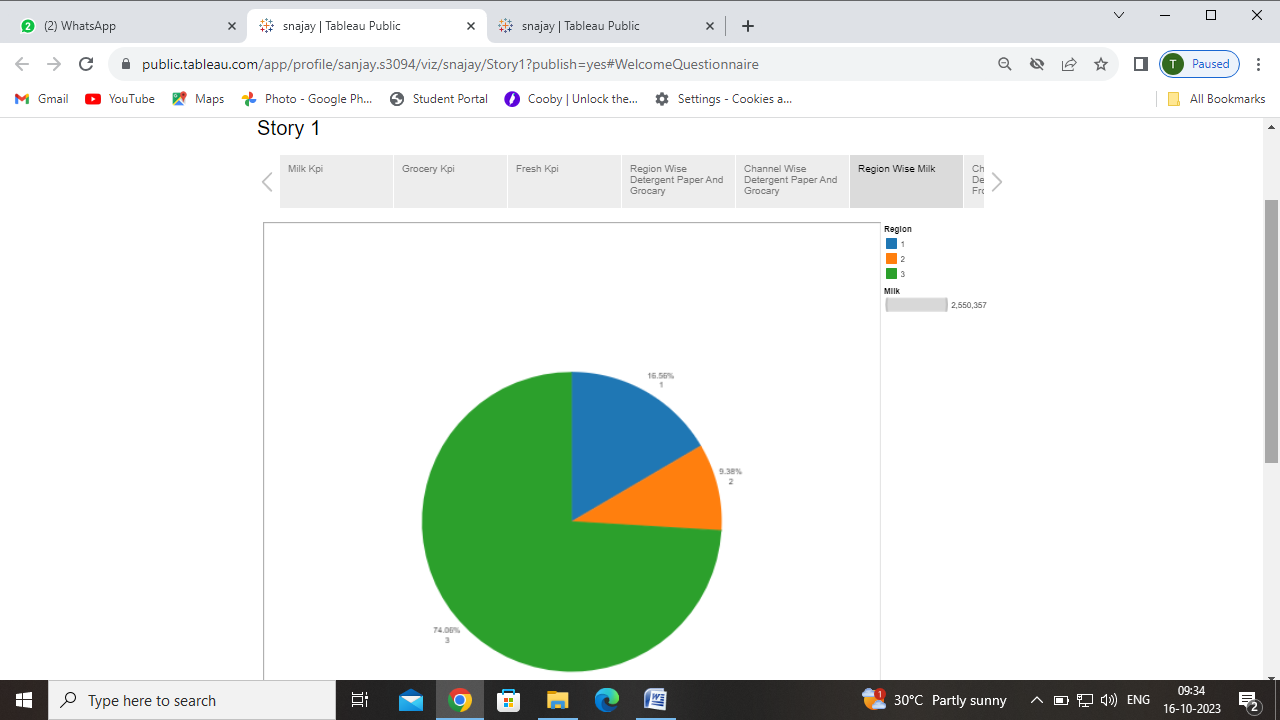 (2) WhatsApp
snajay | Tableau Public
snajay | Tableau Public
public.tableau.com/app/profile/sanjay.s3094/viz/snajay/Story1?publish=yes#WelcomeQuestionnaire
T
Paused
Gmail
YouTube
Maps
Photo - Google Ph...
Student Portal
Cooby | Unlock the...
Settings - Cookies a...
All Bookmarks
Story 1
Milk Kpi
Grocery Kpi
Fresh Kpi
Region Wise
Detergent Paper And
Grocary
Channel Wise
Detergent Paper And
Grocary
Region Wise Milk
Region
1
2
3
Milk
2,550,357
16.56%
1
9.38%
2
74.06%
3
Type here to search
1
30°C Partly sunny
ENG
09:34
16-10-2023
2